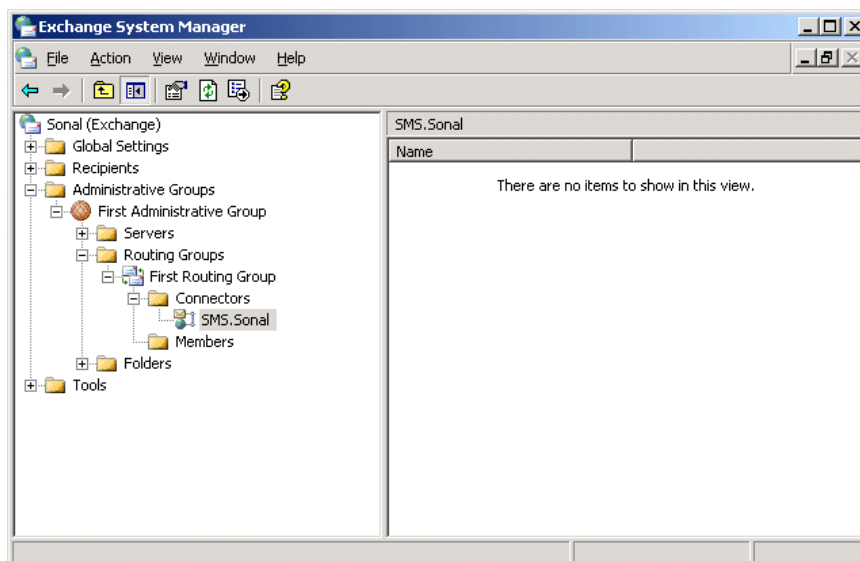 Exchange System Manager
File Action View Window Help
Sonal (Exchange)
Global Settings
Recipients
Administrative Groups
First Administrative Group
Servers
Routing Groups
First Routing Group
Connectors
SMS.Sonal
Members
Folders
Tools
SMS.Sonal
Name
There are no items to show in this view.